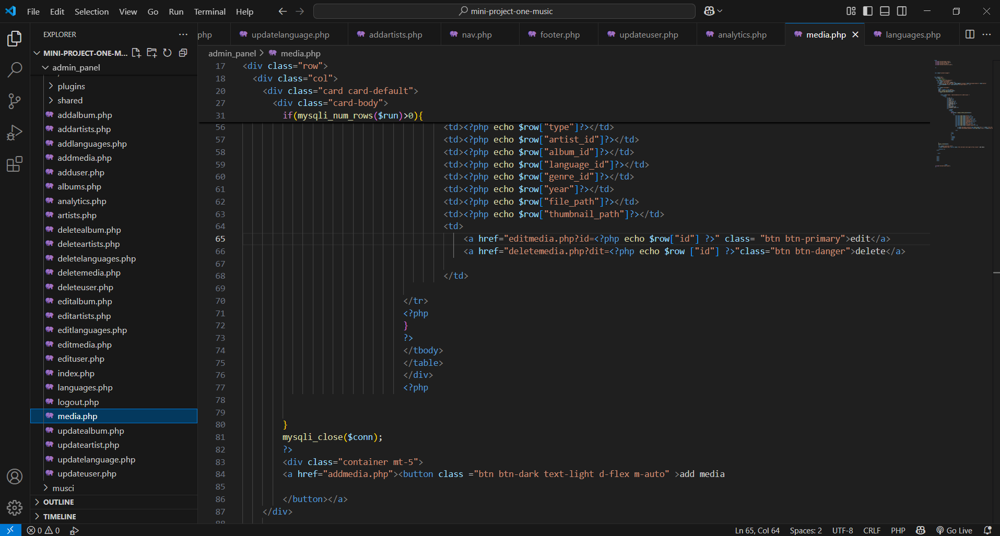 File Edit Selection View Go Run Terminal Help
mini-project-one-music
EXPLORER
php
updatelanguage.php
addartists.php
nav.php
footer.php
updateuser.php
analytics.php
media.php
languages.php
MINI-PROJECT-ONE-M...
admin_panel
plugins
shared
addalbum.php
addartists.php
addlanguages.php
addmedia.php
adduser.php
albums.php
analytics.php
artists.php
deletealbum.php
deleteartists.php
deletelanguages.php
deletemedia.php
deleteuser.php
editalbum.php
editartists.php
editlanguages.php
editmedia.php
edituser.php
index.php
languages.php
logout.php
media.php
updatealbum.php
updateartist.php
updatelanguage.php
updateuser.php
musci
OUTLINE
TIMELINE
admin_panel > media.php
17 <div class="row">
18 <div class="col">
20 <div class="card card-default">
27 <div class="card-body">
31 if(mysqli_num_rows($run)>0){
56 <td><?php echo $row["type"]?></td>
57 <td><?php echo $row["artist_id"]?></td>
58 <td><?php echo $row["album_id"]?></td>
59 <td><?php echo $row["language_id"]?></td>
60 <td><?php echo $row["genre_id"]?></td>
61 <td><?php echo $row["year"]?></td>
62 <td><?php echo $row["file_path"]?></td>
63 <td><?php echo $row["thumbnail_path"]?></td>
64 <td>
65 <a href="editmedia.php?id=<?php echo $row["id"] ?>" class= "btn btn-primary">edit</a>
66 <a href="deletemedia.php?dit=<?php echo $row ["id"] ?>"class="btn btn-danger">delete</a>
67
68 </td>
69
70 </tr>
71 <?php
72 }
73 ?>
74 </tbody>
75 </table>
76 </div>
77 <?php
78
79
80 }
81 mysqli_close($conn);
82 ?>
83 <div class="container mt-5">
84 <a href="addmedia.php"><button class ="btn btn-dark text-light d-flex m-auto" >add media
85
86 </button></a>
87 </div>
88
0 0
Ln 65, Col 64 Spaces: 2 UTF-8 CRLF PHP Go Live